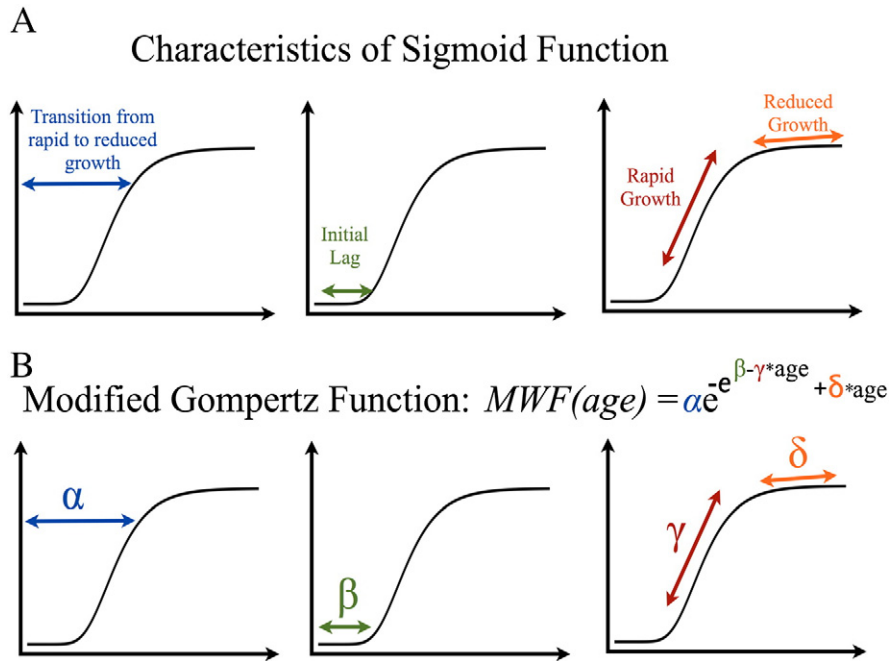 A
Characteristics of Sigmoid Function
Transition from
rapid to reduced
growth
Initial
Lag
Rapid
Growth
Reduced
Growth
B
Modified Gompertz Function: MWF(age) = αe^-e^β-γ*age +δ*age
α
β
γ
δ